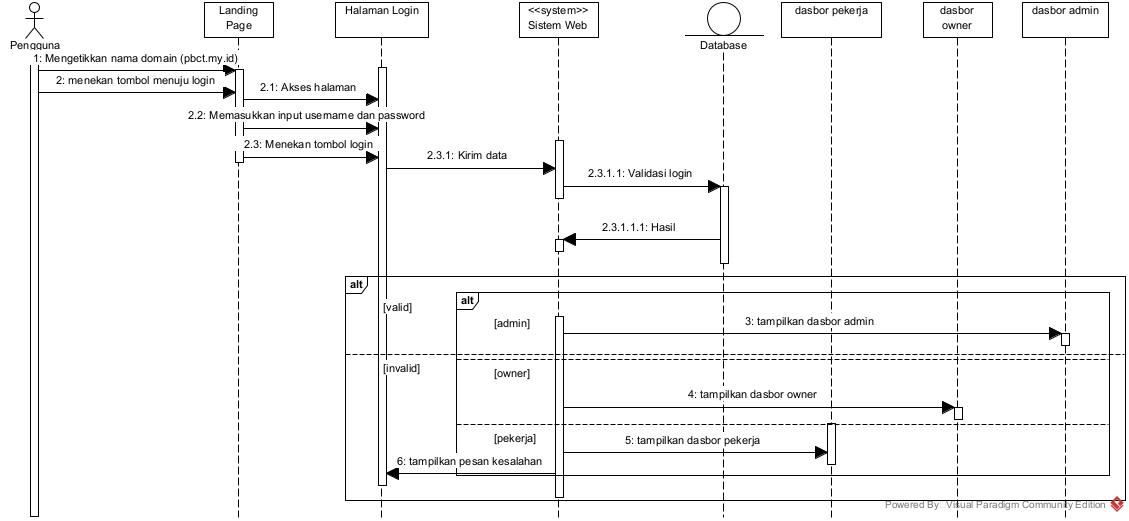 Pengguna
Landing
Page
Halaman Login
<<system>>
Sistem Web
Database
dasbor pekerja
dasbor
owner
dasbor admin
1: Mengetikkan nama domain (pbct.my.id)
2: menekan tombol menuju login
2.1: Akses halaman
2.2: Memasukkan input username dan password
2.3: Menekan tombol login
2.3.1: Kirim data
2.3.1.1: Validasi login
2.3.1.1.1: Hasil
alt
alt
[valid]
[admin]
3: tampilkan dasbor admin
[invalid]
[owner]
4: tampilkan dasbor owner
[pekerja]
5: tampilkan dasbor pekerja
6: tampilkan pesan kesalahan
Powered By Visual Paradigm Community Edition